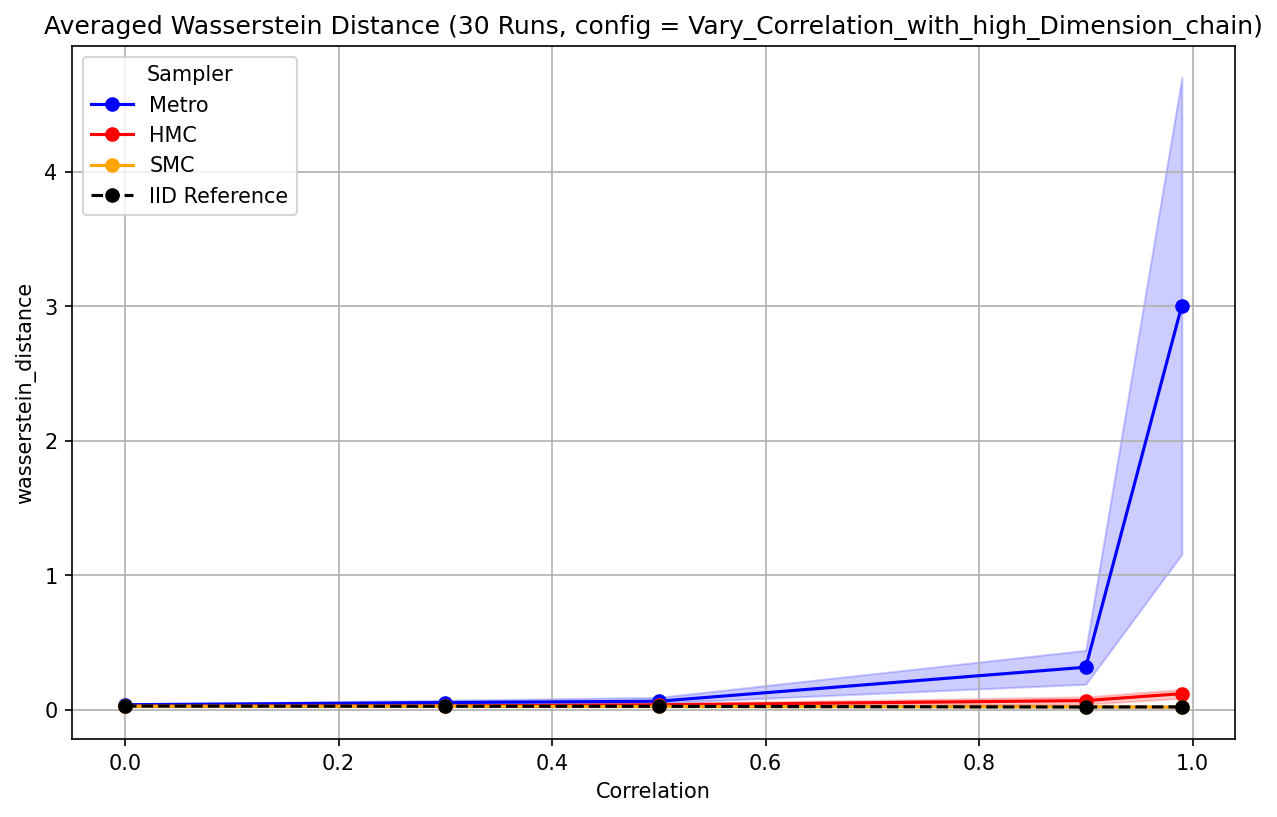 Averaged Wasserstein Distance (30 Runs, config = Vary_Correlation_with_high_Dimension_chain)
Sampler
Metro
HMC
SMC
IID Reference
wasserstein_distance
4
3
2
1
0
0.0 0.2 0.4 0.6 0.8 1.0
Correlation